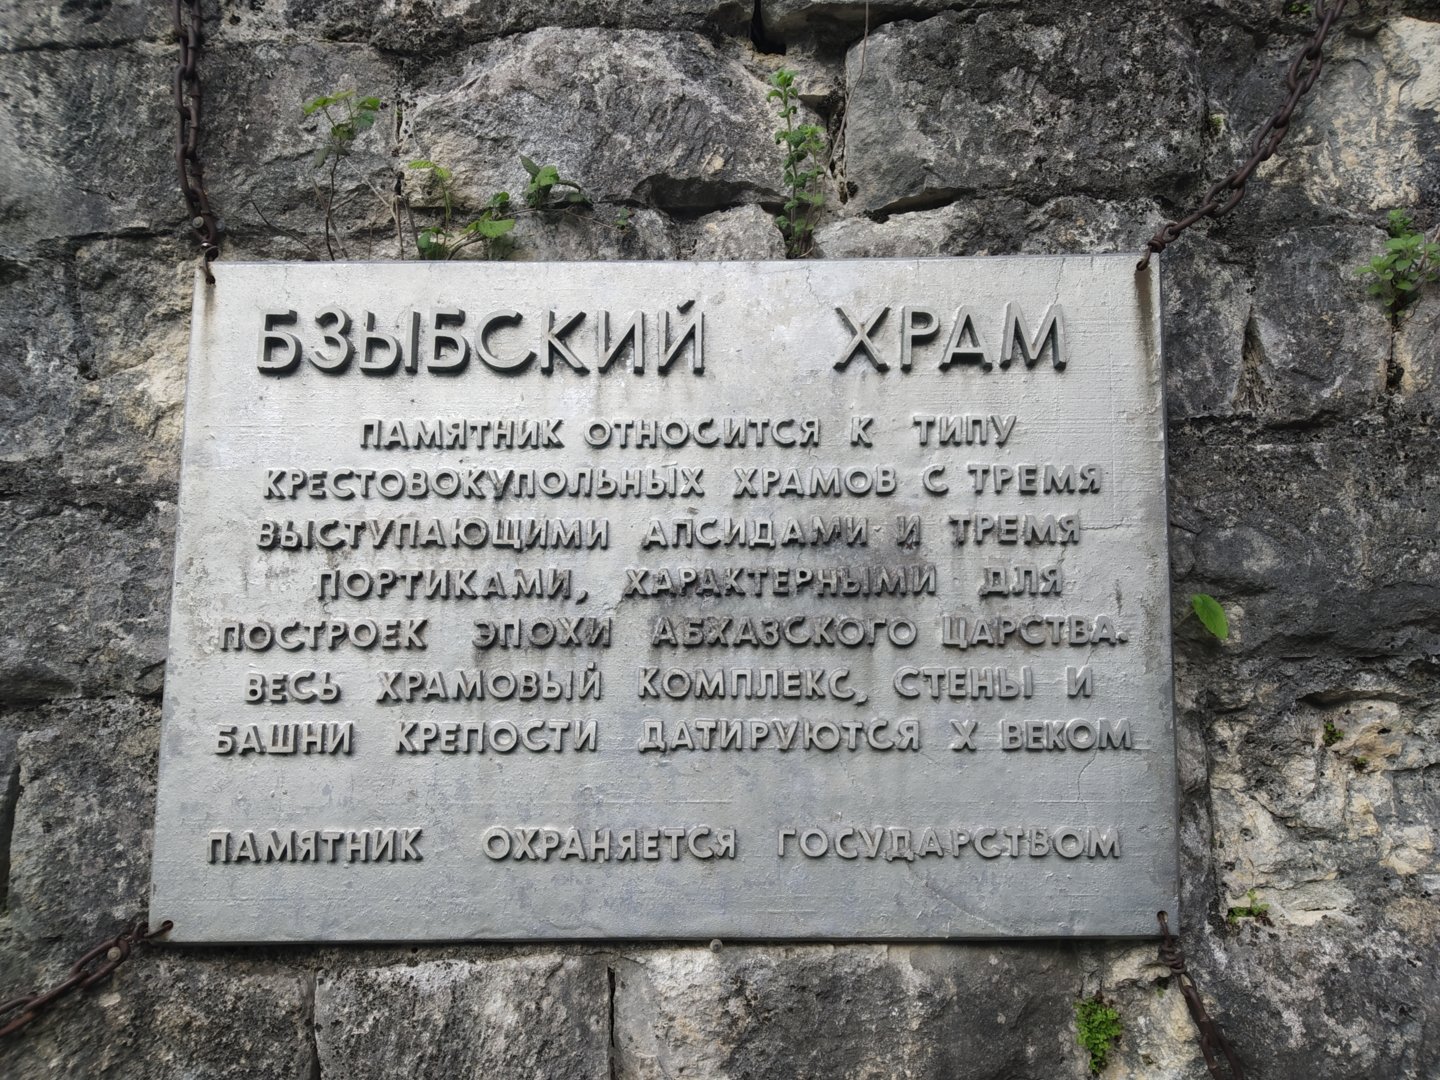 БЗЫБСКИЙ ХРАМ
ПАМЯТНИК ОТНОСИТСЯ К ТИПУ
КРЕСТОВОКУПОЛЬНЫХ ХРАМОВ С ТРЕМЯ
ВЫСТУПАЮЩИМИ АПСИДАМИ И ТРЕМЯ
ПОРТИКАМИ, ХАРАКТЕРНЫМИ ДЛЯ
ПОСТРОЕК ЭПОХИ АБХАЗСКОГО ЦАРСТВА.
ВЕСЬ ХРАМОВЫЙ КОМПЛЕКС, СТЕНЫ И
БАШНИ КРЕПОСТИ ДАТИРУЮТСЯ X ВЕКОМ
ПАМЯТНИК ОХРАНЯЕТСЯ ГОСУДАРСТВОМ